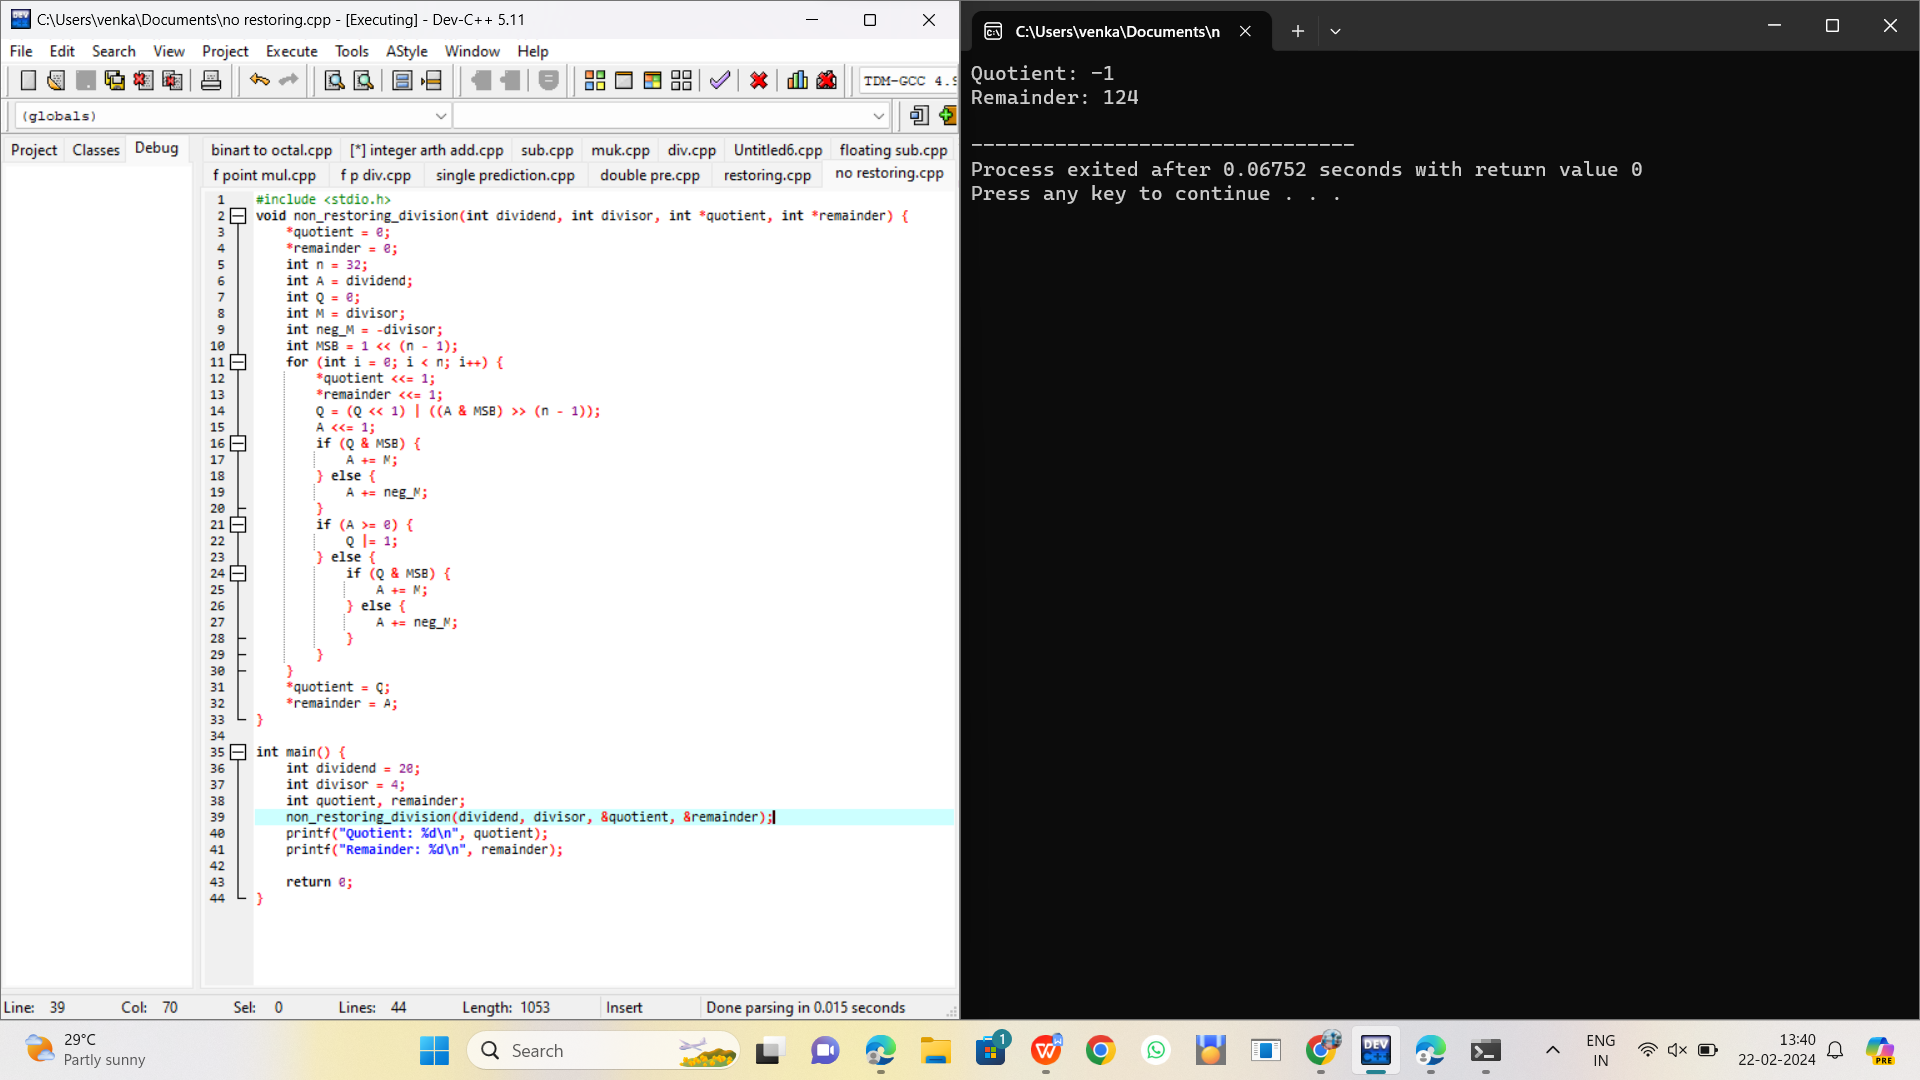 C:\Users\venka\Documents\no restoring.cpp - [Executing] - Dev-C++ 5.11
File Edit Search View Project Execute Tools AStyle Window Help
TDM-GCC 4.9
(globals)
Project Classes Debug
binart to octal.cpp [*] integer arth add.cpp sub.cpp muk.cpp div.cpp Untitled6.cpp floating sub.cpp
f point mul.cpp f p div.cpp single prediction.cpp double pre.cpp restoring.cpp no restoring.cpp
1 #include <stdio.h>
2 void non_restoring_division(int dividend, int divisor, int *quotient, int *remainder) {
3 *quotient = 0;
4 *remainder = 0;
5 int n = 32;
6 int A = dividend;
7 int Q = 0;
8 int M = divisor;
9 int neg_M = -divisor;
10 int MSB = 1 << (n - 1);
11 for (int i = 0; i < n; i++) {
12 *quotient <<= 1;
13 *remainder <<= 1;
14 Q = (Q << 1) | ((A & MSB) >> (n - 1));
15 A <<= 1;
16 if (Q & MSB) {
17 A += M;
18 } else {
19 A += neg_M;
20 }
21 if (A >= 0) {
22 Q |= 1;
23 } else {
24 if (Q & MSB) {
25 A += M;
26 } else {
27 A += neg_M;
28 }
29 }
30 }
31 *quotient = Q;
32 *remainder = A;
33 }
34
35 int main() {
36 int dividend = 20;
37 int divisor = 4;
38 int quotient, remainder;
39 non_restoring_division(dividend, divisor, &quotient, &remainder);
40 printf("Quotient: %d\n", quotient);
41 printf("Remainder: %d\n", remainder);
42
43 return 0;
44 }
Line: 39 Col: 70 Sel: 0 Lines: 44 Length: 1053 Insert Done parsing in 0.015 seconds
C:\Users\venka\Documents\n
Quotient: -1
Remainder: 124
--------------------------------
Process exited after 0.06752 seconds with return value 0
Press any key to continue . . .
29°C
Partly sunny
Search
1
DEV C++
PRE
ENG
IN
13:40
22-02-2024